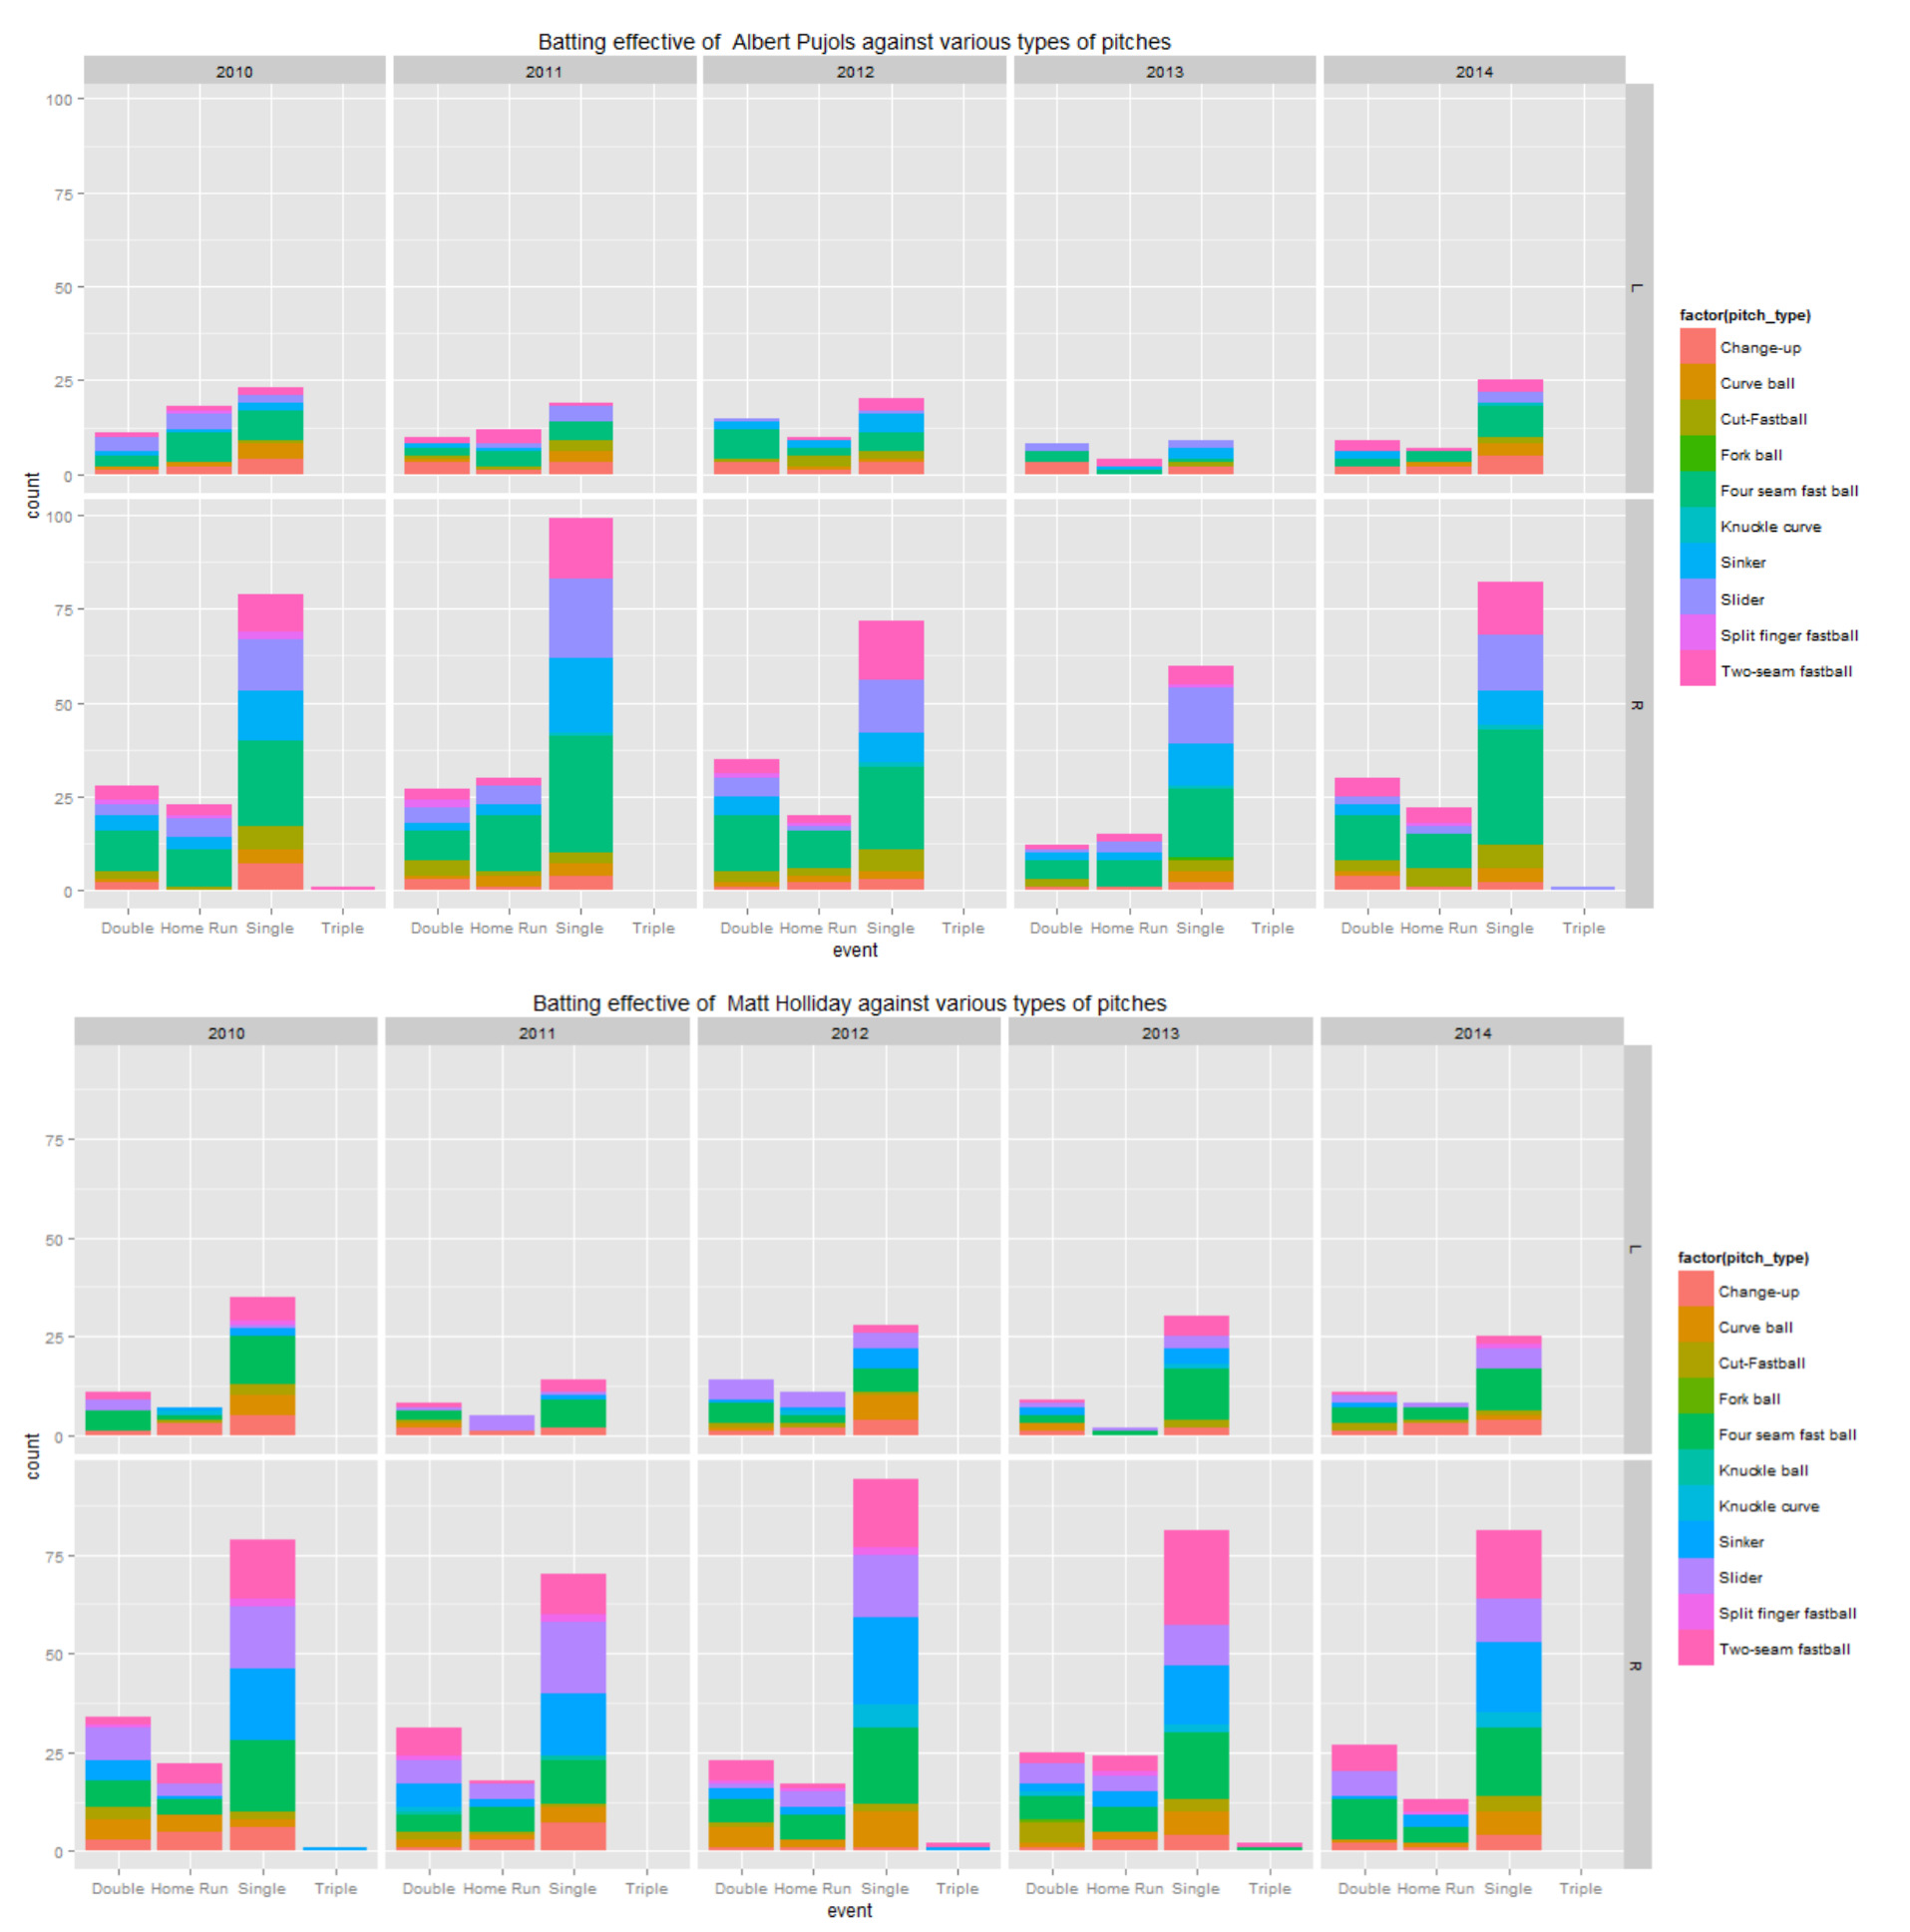 Batting effective of  Albert Pujols against various types of pitches
2010 2011 2012 2013 2014
100
75
50
25
0
L
100
75
50
25
0
R
count
Double Home Run Single Triple Double Home Run Single Triple Double Home Run Single Triple Double Home Run Single Triple Double Home Run Single Triple
event
factor(pitch_type)
Change-up
Curve ball
Cut-Fastball
Fork ball
Four seam fast ball
Knuckle curve
Sinker
Slider
Split finger fastball
Two-seam fastball
Batting effective of  Matt Holliday against various types of pitches
2010 2011 2012 2013 2014
75
50
25
0
L
75
50
25
0
R
count
Double Home Run Single Triple Double Home Run Single Triple Double Home Run Single Triple Double Home Run Single Triple Double Home Run Single Triple
event
factor(pitch_type)
Change-up
Curve ball
Cut-Fastball
Fork ball
Four seam fast ball
Knuckle ball
Knuckle curve
Sinker
Slider
Split finger fastball
Two-seam fastball